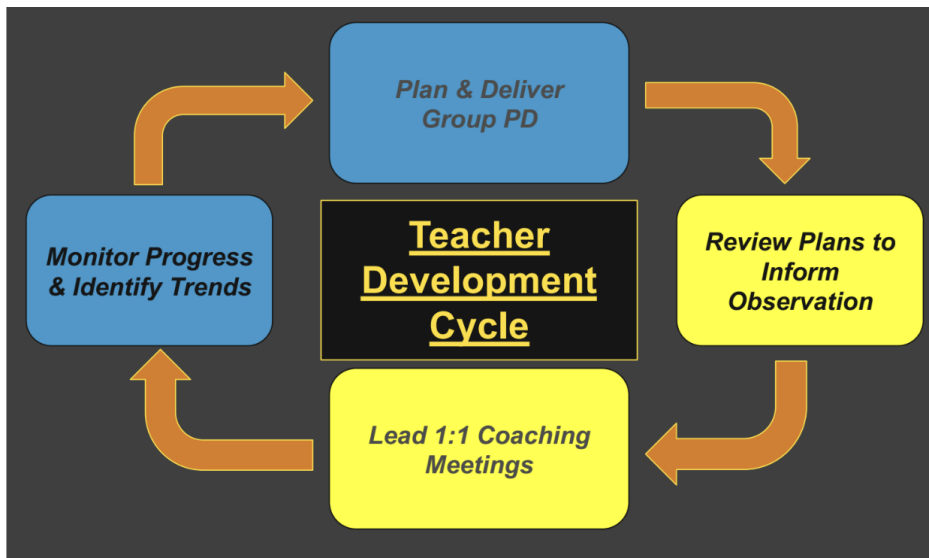 Plan & Deliver
Group PD
Teacher
Development
Cycle
Review Plans to
Inform
Observation
Lead 1:1 Coaching
Meetings
Monitor Progress
& Identify Trends